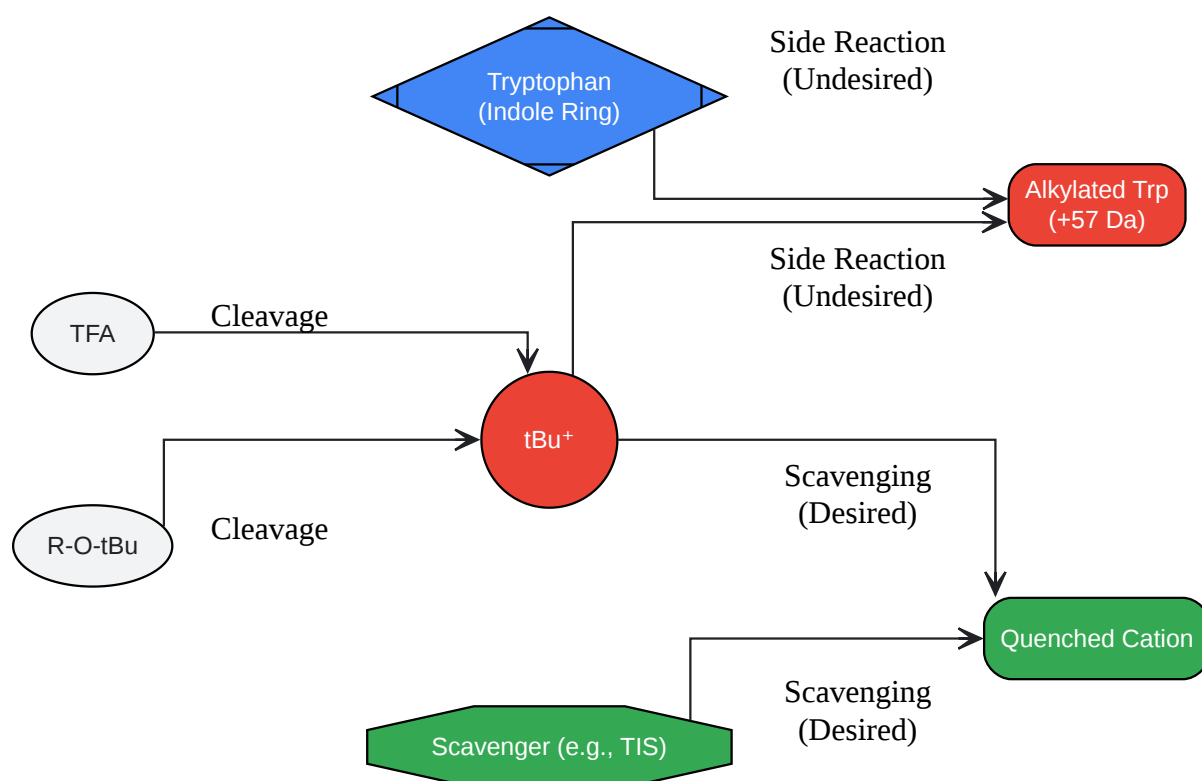 Side Reaction
(Undesired)
Tryptophan
(Indole Ring)
Alkylated Trp
(+57 Da)
Side Reaction
(Undesired)
Cleavage
TFA
tBu⁺
Scavenging
(Desired)
Cleavage
R-O-tBu
Quenched Cation
Scavenging
(Desired)
Scavenger (e.g., TIS)